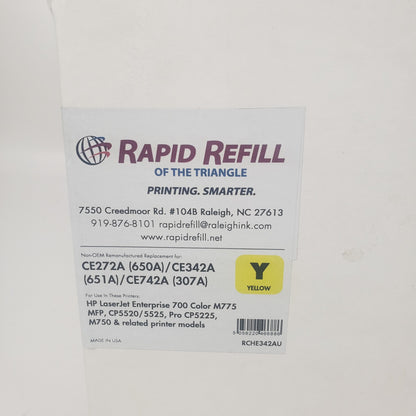 RAPID REFILL
OF THE TRIANGLE
PRINTING. SMARTER.
7550 Creedmoor Rd. #104B Raleigh, NC 27613
919-876-8101 rapidrefill@raleighink.com
www.rapidrefill.net
Non-OEM Remanufactured Replacement for:
CE272A (650A)/CE342A
(651A)/CE742A (307A)
Y
YELLOW
For Use In These Printers:
HP LaserJet Enterprise 700 Color M775
MFP, CP5520/5525, Pro CP5225,
M750 & related printer models
MADE IN USA
RCHE342AU